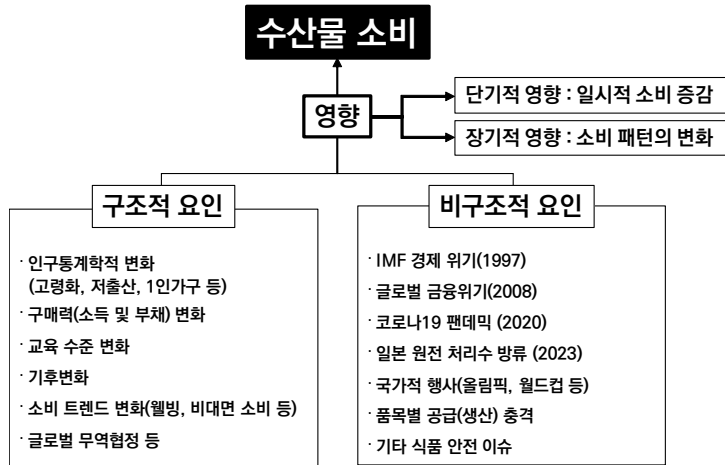 수산물 소비
영향
단기적 영향 : 일시적 소비 증감
장기적 영향 : 소비 패턴의 변화
구조적 요인
· 인구통계학적 변화
(고령화, 저출산, 1인가구 등)
· 구매력(소득 및 부채) 변화
· 교육 수준 변화
· 기후변화
· 소비 트렌드 변화(웰빙, 비대면 소비 등)
· 글로벌 무역협정 등
비구조적 요인
· IMF 경제 위기(1997)
· 글로벌 금융위기(2008)
· 코로나19 팬데믹 (2020)
· 일본 원전 처리수 방류 (2023)
· 국가적 행사(올림픽, 월드컵 등)
· 품목별 공급(생산) 충격
· 기타 식품 안전 이슈